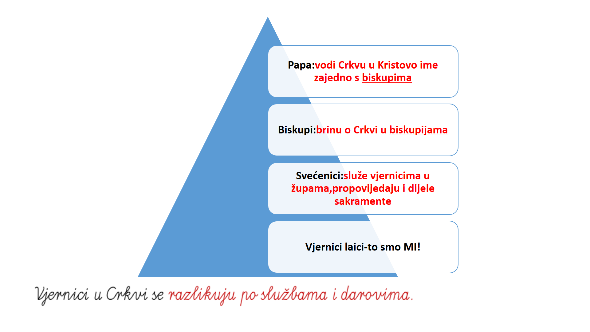 Papa:vodi Crkvu u Kristovo ime
zajedno s biskupima
Biskupi:brinu o Crkvi u biskupijama
Svećenici:služe vjernicima u
župama,propovijedaju i dijele
sakramente
Vjernici laici-to smo MI!
Vjernici u Crkvi se razlikuju po službama i darovima.